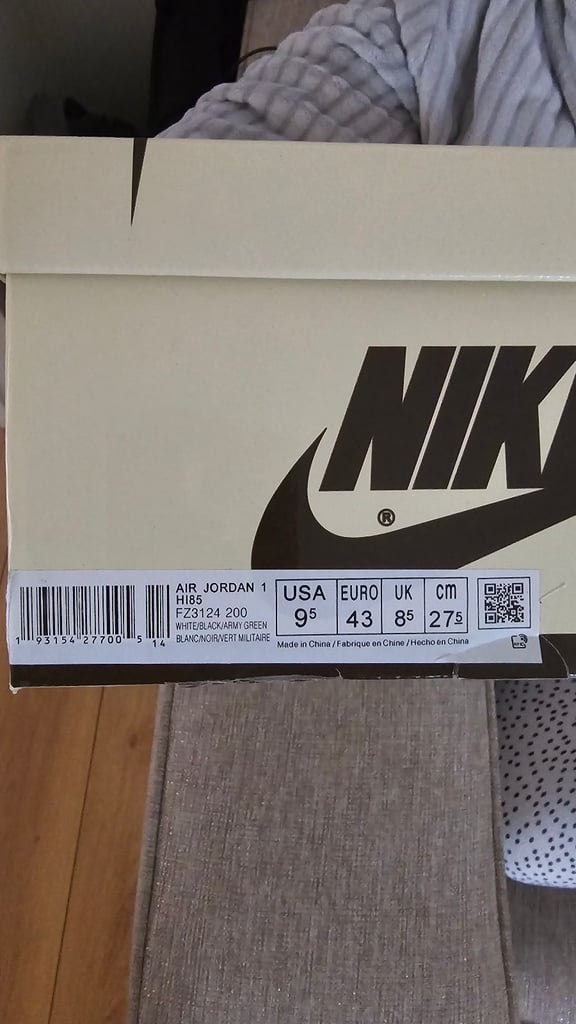 NIK
®
AIR JORDAN 1
HI85
FZ3124 200
WHITE/BLACK/ARMY GREEN
BLANC/NOIR/VERT MILITAIRE
1 93154 27700 5 14
USA EURO UK cm
9⁵ 43 8⁵ 27⁵
Made in China / Fabriqué en Chine / Hecho en China